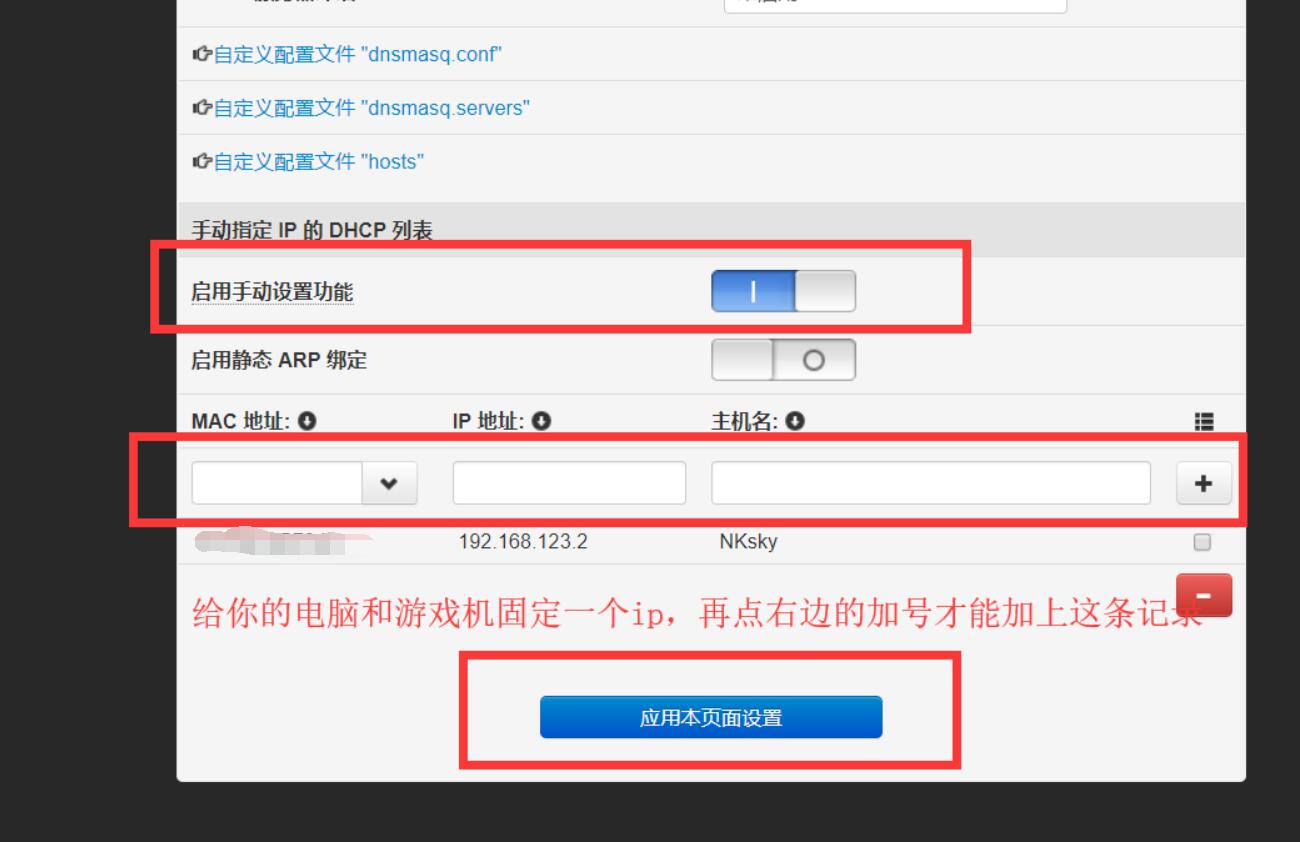 自定义配置文件 "dnsmasq.conf"
自定义配置文件 "dnsmasq.servers"
自定义配置文件 "hosts"
手动指定 IP 的 DHCP 列表
启用手动设置功能
启用静态 ARP 绑定
MAC 地址: IP 地址: 主机名:
192.168.123.2 NKsky
给你的电脑和游戏机固定一个ip，再点右边的加号才能加上这条记录
应用本页面设置